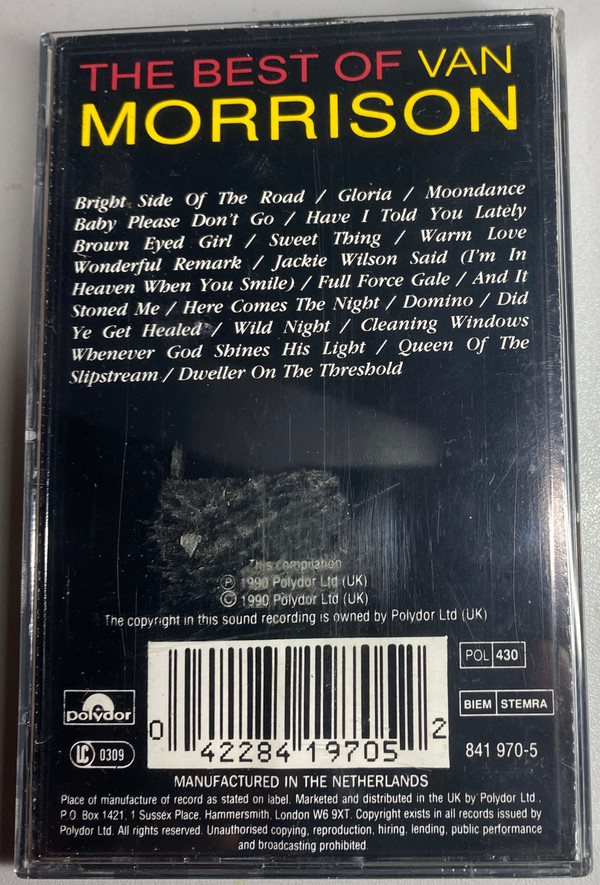 THE BEST OF VAN
MORRISON
Bright Side Of The Road / Gloria / Moondance
Baby Please Don't Go / Have I Told You Lately
Brown Eyed Girl / Sweet Thing / Warm Love
Wonderful Remark / Jackie Wilson Said (I'm In
Heaven When You Smile) / Full Force Gale / And It
Stoned Me / Here Comes The Night / Domino / Did
Ye Get Healed / Wild Night / Cleaning Windows
Whenever God Shines His Light / Queen Of The
Slipstream / Dweller On The Threshold
This compilation
℗ 1990 Polydor Ltd (UK)
© 1990 Polydor Ltd (UK)
The copyright in this sound recording is owned by Polydor Ltd (UK)
POL 430
polydor
BIEM STEMRA
LC 0309
0 42284 19705 2
841 970-5
MANUFACTURED IN THE NETHERLANDS
Place of manufacture of record as stated on label. Marketed and distributed in the UK by Polydor Ltd.,
P.O. Box 1421, 1 Sussex Place, Hammersmith, London W6 9XT. Copyright exists in all records issued by
Polydor Ltd. All rights reserved. Unauthorised copying, reproduction, hiring, lending, public performance
and broadcasting prohibited.